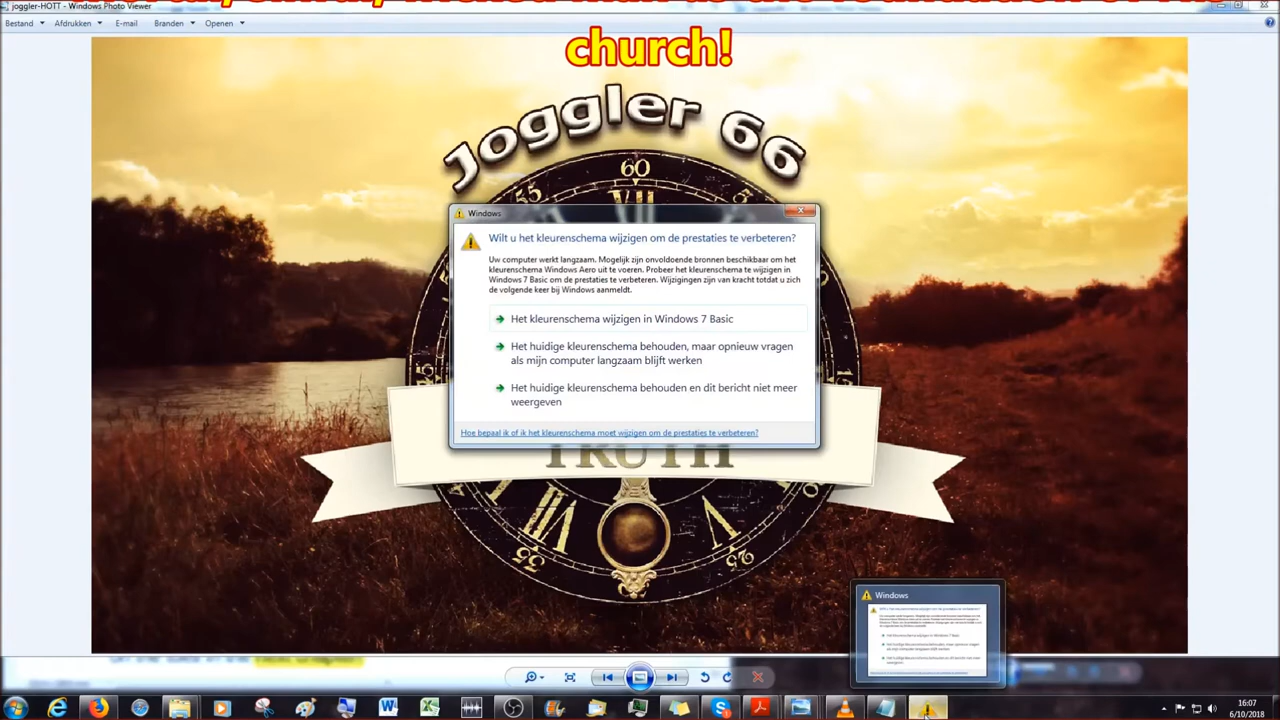 joggler-HOTT - Windows Photo Viewer
Bestand Afdrukken E-mail Branden Openen
church!
Joggler 66
60
55
VII
Windows
Wilt u het kleurenschema wijzigen om de prestaties te verbeteren?
Uw computer werkt langzaam. Mogelijk zijn onvoldoende bronnen beschikbaar om het
kleurenschema Windows Aero uit te voeren. Probeer het kleurenschema te wijzigen in
Windows 7 Basic om de prestaties te verbeteren. Wijzigingen zijn van kracht totdat u zich
de volgende keer bij Windows aanmeldt.
Het kleurenschema wijzigen in Windows 7 Basic
Het huidige kleurenschema behouden, maar opnieuw vragen
als mijn computer langzaam blijft werken
Het huidige kleurenschema behouden en dit bericht niet meer
weergeven
Hoe bepaal ik of ik het kleurenschema moet wijzigen om de prestaties te verbeteren?
TRUTH
35
25
Windows
16:07
6/10/2018